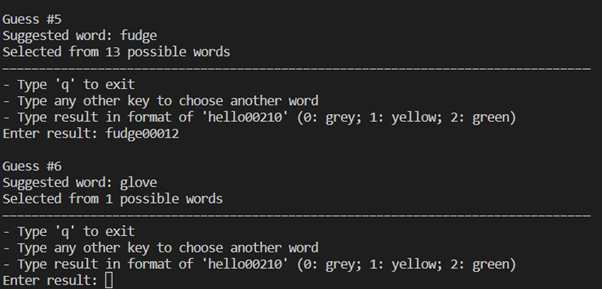 Guess #5
Suggested word: fudge
Selected from 13 possible words
- Type 'q' to exit
- Type any other key to choose another word
- Type result in format of 'hello00210' (0: grey; 1: yellow; 2: green)
Enter result: fudge00012
Guess #6
Suggested word: glove
Selected from 1 possible words
- Type 'q' to exit
- Type any other key to choose another word
- Type result in format of 'hello00210' (0: grey; 1: yellow; 2: green)
Enter result: